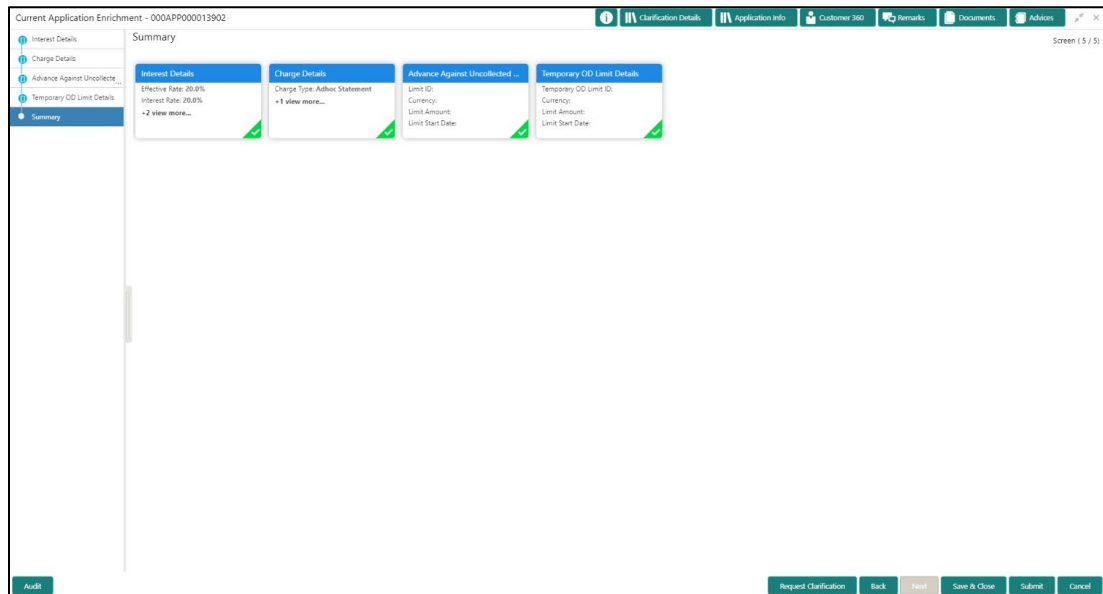 Current Application Enrichment - 000APP000013902
Clarification Details
Application Info
Customer 360
Remarks
Documents
Advices
Interest Details
Charge Details
Advance Against Uncollecte...
Temporary OD Limit Details
Summary
Summary
Screen ( 5 / 5)
Interest Details
Effective Rate: 20.0%
Interest Rate: 20.0%
+2 view more...
Charge Details
Charge Type: Adhoc Statement
+1 view more...
Advance Against Uncollected ...
Limit ID:
Currency:
Limit Amount:
Limit Start Date:
Temporary OD Limit Details
Temporary OD Limit ID:
Currency:
Limit Amount:
Limit Start Date:
Audit
Request Clarification
Back
Next
Save & Close
Submit
Cancel